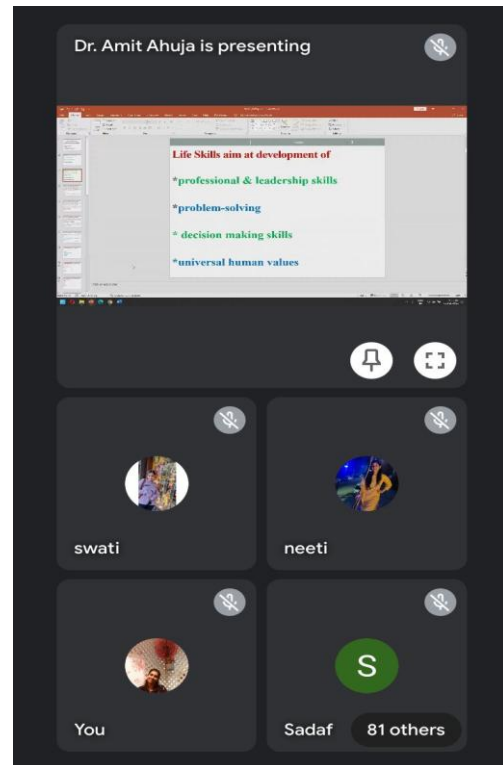 Dr. Amit Ahuja is presenting
Life Skills aim at development of
*professional & leadership skills
*problem-solving
* decision making skills
*universal human values
swati
neeti
You
S
Sadaf
81 others